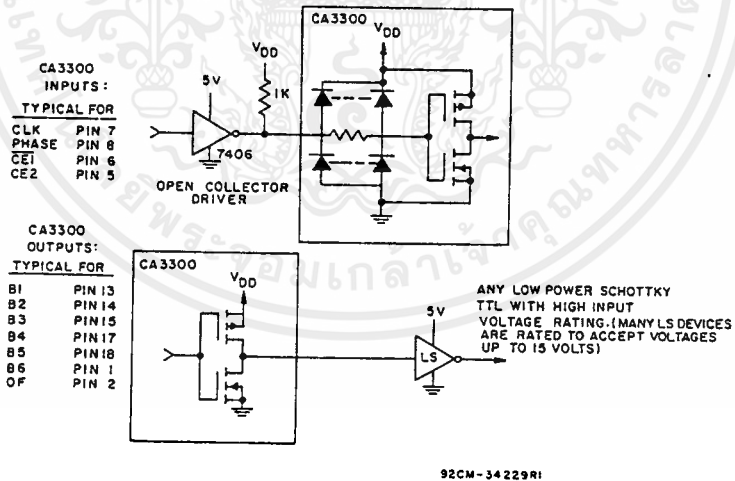 CA3300
INPUTS:
TYPICAL FOR
CLK PIN 7
PHASE PIN 8
CE1 PIN 6
CE2 PIN 5
5V
7406
OPEN COLLECTOR
DRIVER
VDD
1K
CA3300
VDD
CA3300
OUTPUTS:
TYPICAL FOR
B1 PIN 13
B2 PIN 14
B3 PIN 15
B4 PIN 17
B5 PIN 18
B6 PIN 1
OF PIN 2
CA3300
VDD
5V
LS
ANY LOW POWER SCHOTTKY
TTL WITH HIGH INPUT
VOLTAGE RATING.(MANY LS DEVICES
ARE RATED TO ACCEPT VOLTAGES
UP TO 15 VOLTS)
92CM-34229R1